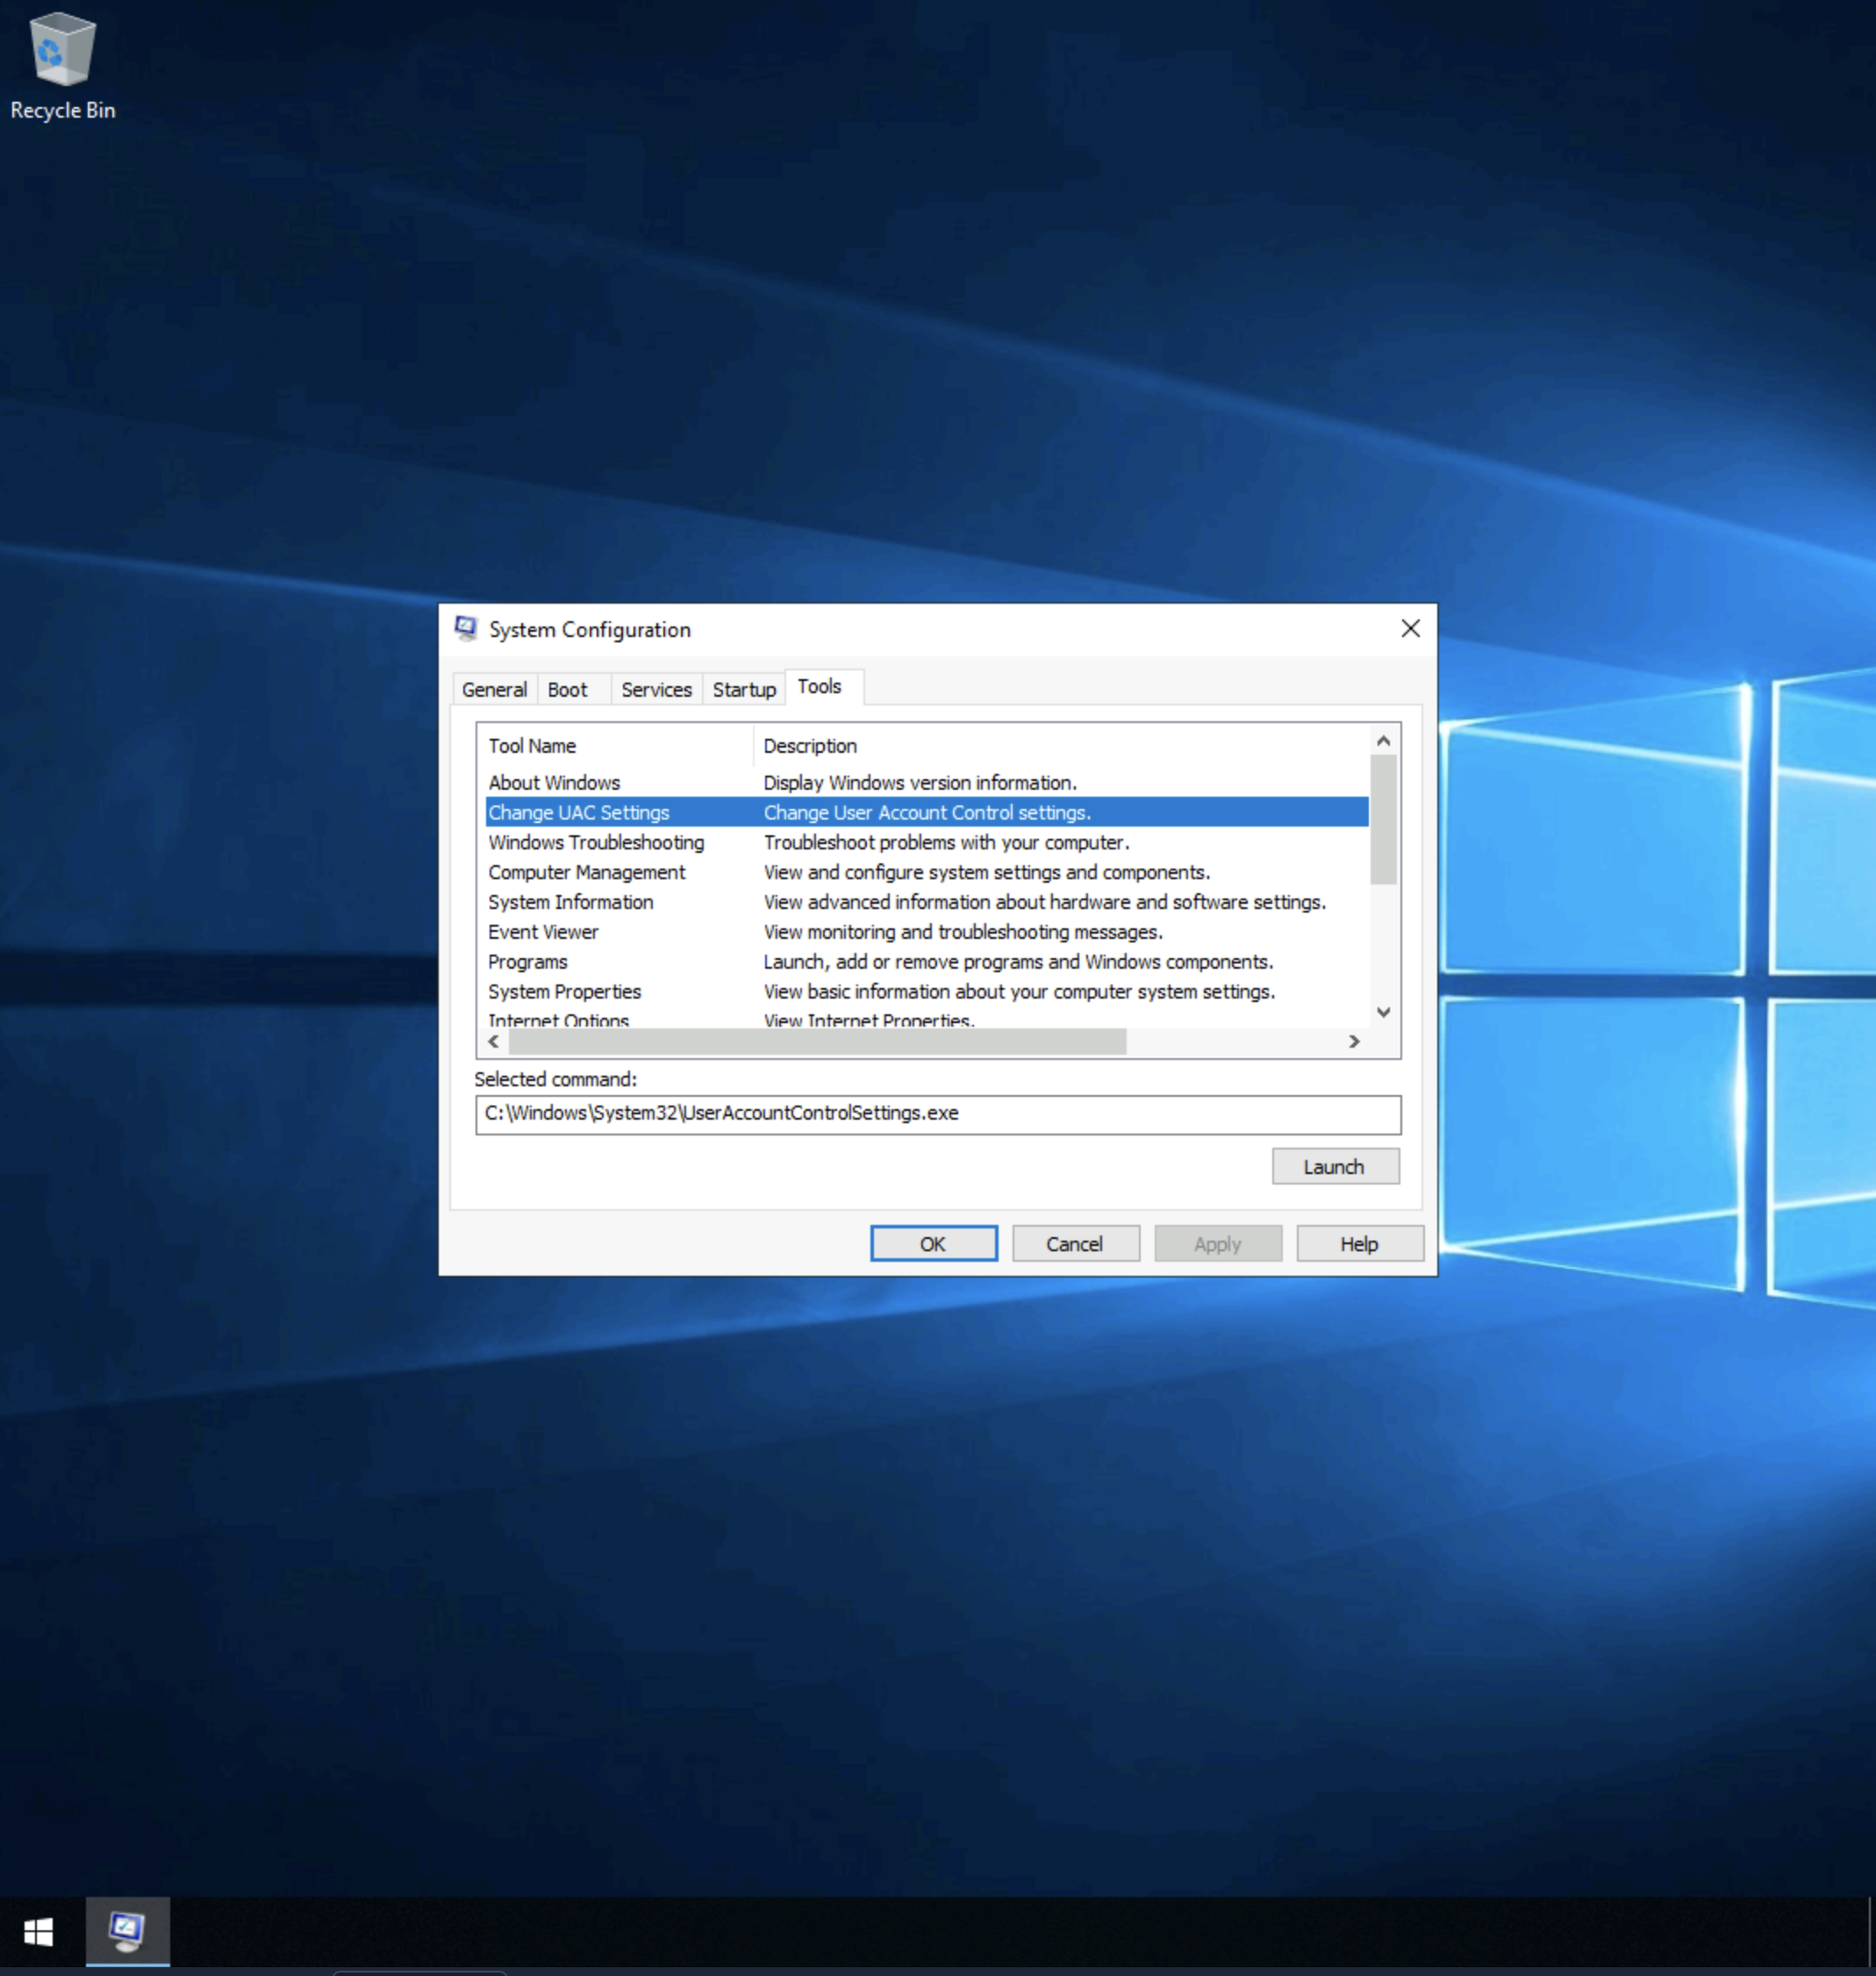 Recycle Bin
System Configuration
General Boot Services Startup Tools
Tool Name Description
About Windows Display Windows version information.
Change UAC Settings Change User Account Control settings.
Windows Troubleshooting Troubleshoot problems with your computer.
Computer Management View and configure system settings and components.
System Information View advanced information about hardware and software settings.
Event Viewer View monitoring and troubleshooting messages.
Programs Launch, add or remove programs and Windows components.
System Properties View basic information about your computer system settings.
Internet Options View Internet Properties.
Selected command:
C:\Windows\System32\UserAccountControlSettings.exe
Launch
OK Cancel Apply Help